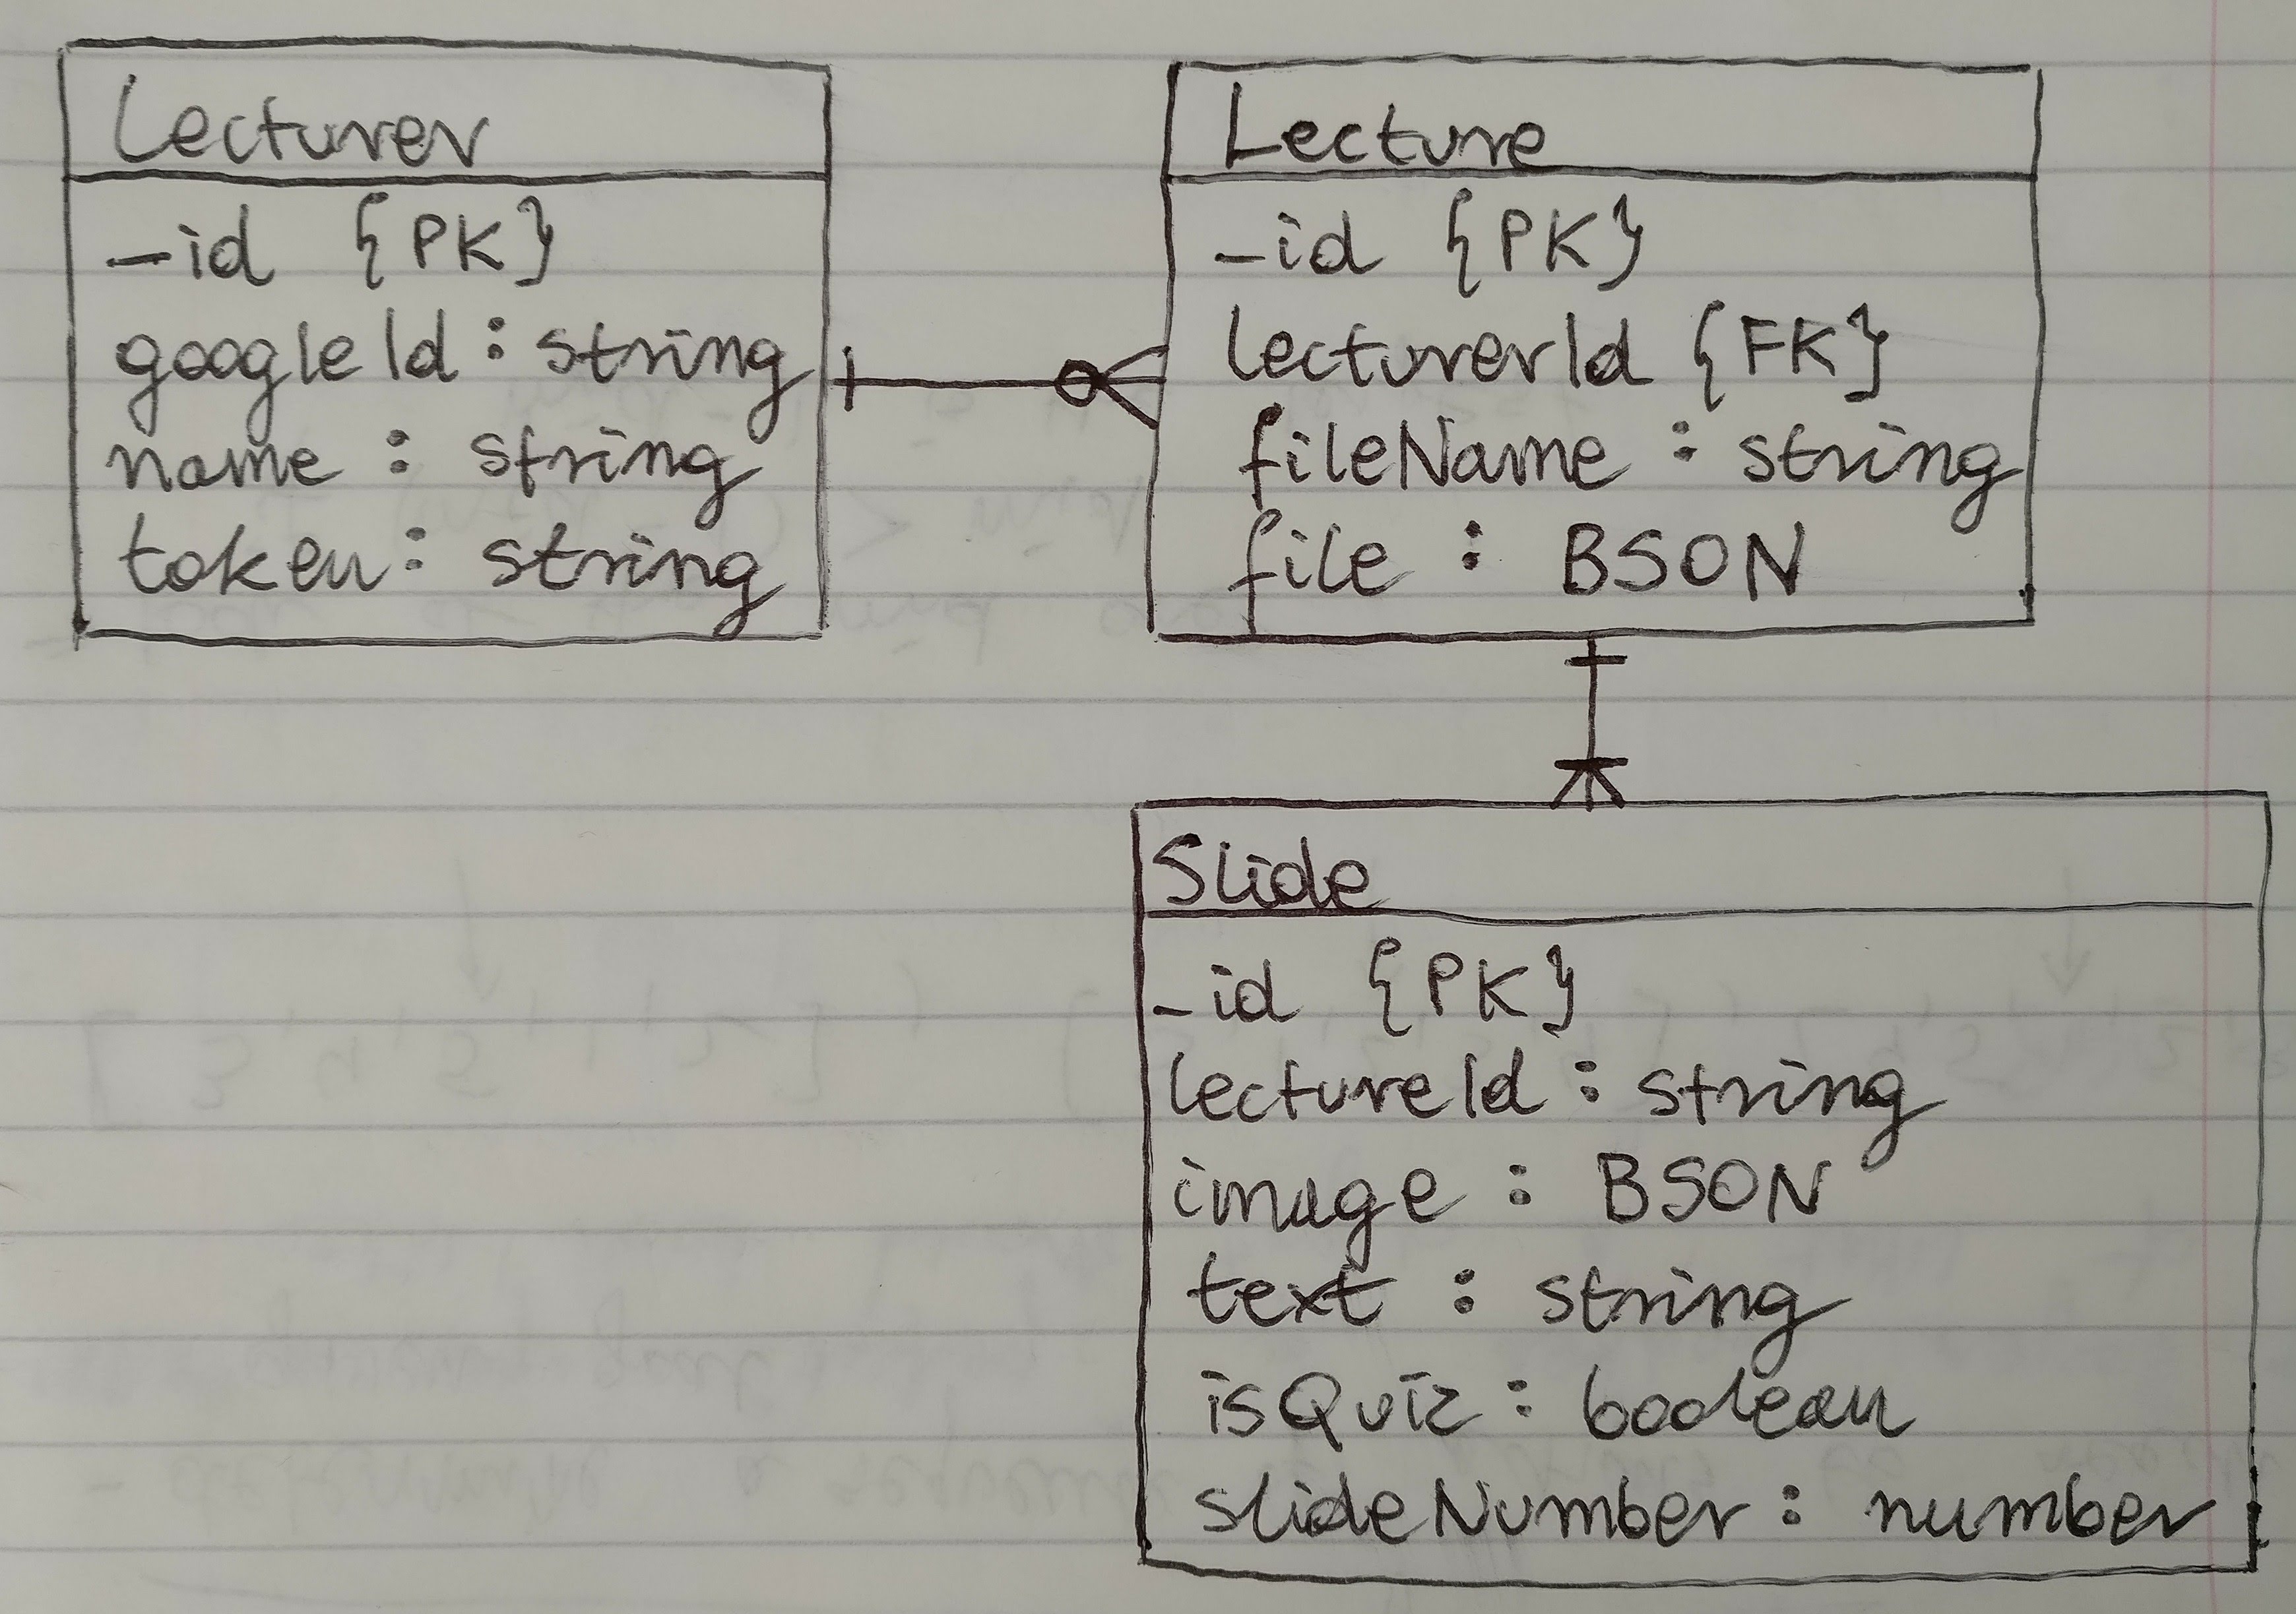 Lecturer
_id {PK}
googleId : string
name : string
token : string
Lecture
_id {PK}
lecturerId {FK}
fileName : string
file : BSON
Slide
_id {PK}
lectureId : string
image : BSON
text : string
isQuiz : boolean
slideNumber : number